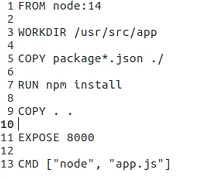 1 FROM node:14
2
3 WORKDIR /usr/src/app
4
5 COPY package*.json ./
6
7 RUN npm install
8
9 COPY . .
10
11 EXPOSE 8000
12
13 CMD ["node", "app.js"]